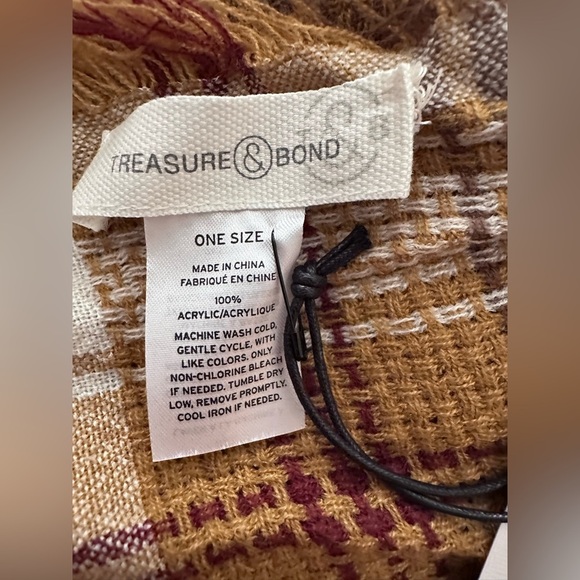 TREASURE & BOND
ONE SIZE
MADE IN CHINA
FABRIQUÉ EN CHINE
100%
ACRYLIC/ACRYLIQUE
MACHINE WASH COLD,
GENTLE CYCLE, WITH
LIKE COLORS. ONLY
NON-CHLORINE BLEACH
IF NEEDED. TUMBLE DRY
LOW, REMOVE PROMPTLY.
COOL IRON IF NEEDED.